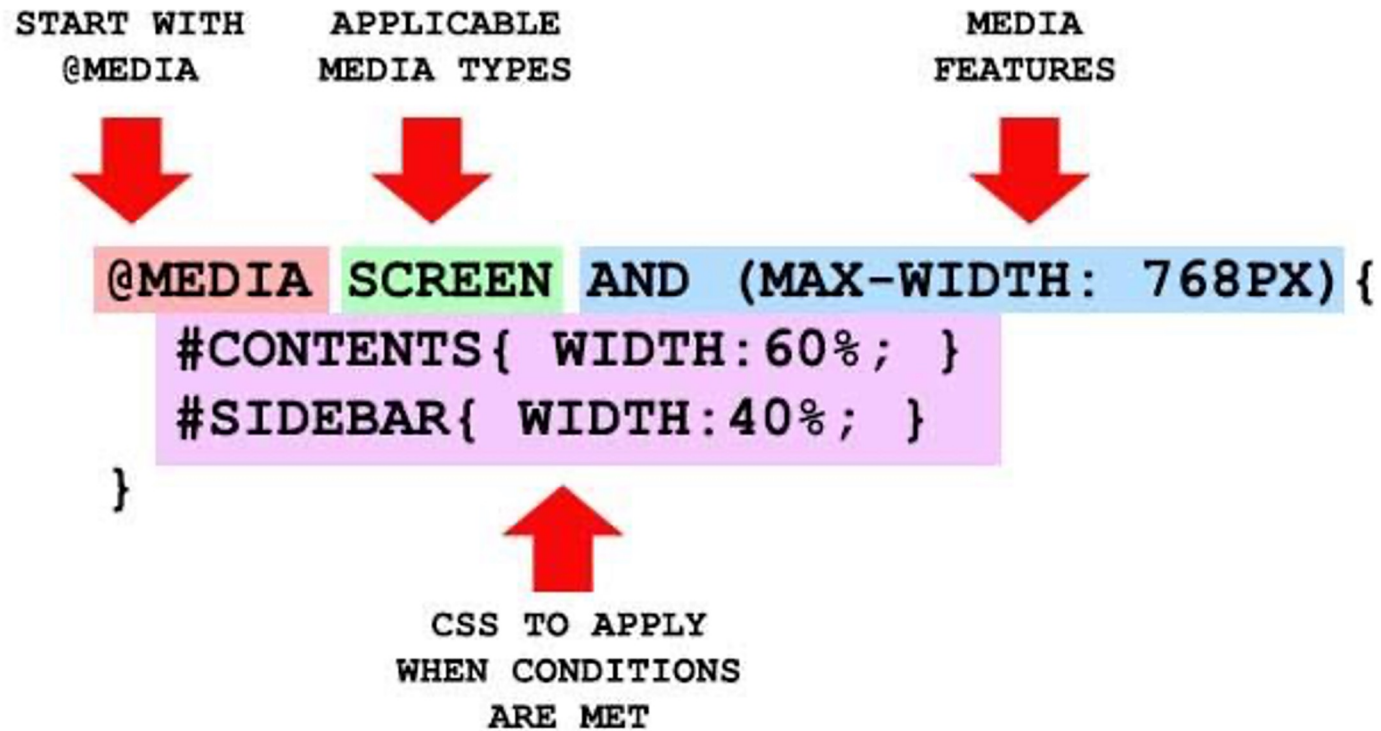 START WITH
@MEDIA
APPLICABLE
MEDIA TYPES
MEDIA
FEATURES
@MEDIA SCREEN AND (MAX-WIDTH: 768PX) {
#CONTENTS{ WIDTH:60%; }
#SIDEBAR{ WIDTH:40%; }
}
CSS TO APPLY
WHEN CONDITIONS
ARE MET